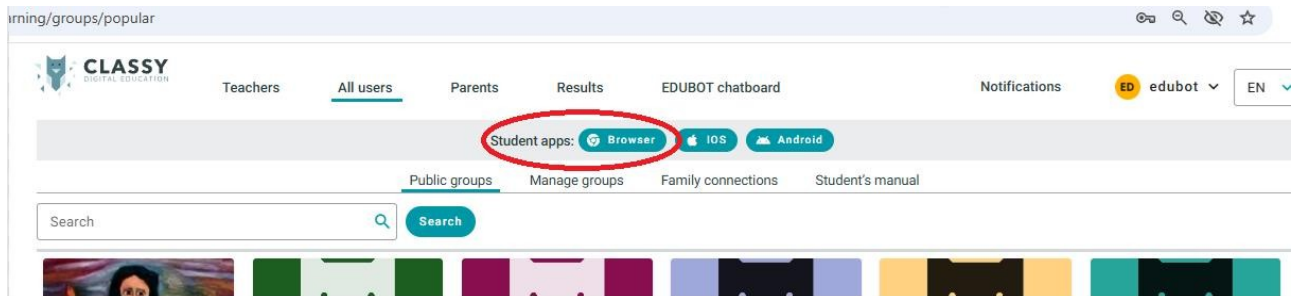 arning/groups/popular
CLASSY
DIGITAL EDUCATION
Teachers All users Parents Results EDUBOT chatboard Notifications ED edubot EN
Student apps: Browser IOS Android
Public groups Manage groups Family connections Student's manual
Search Search